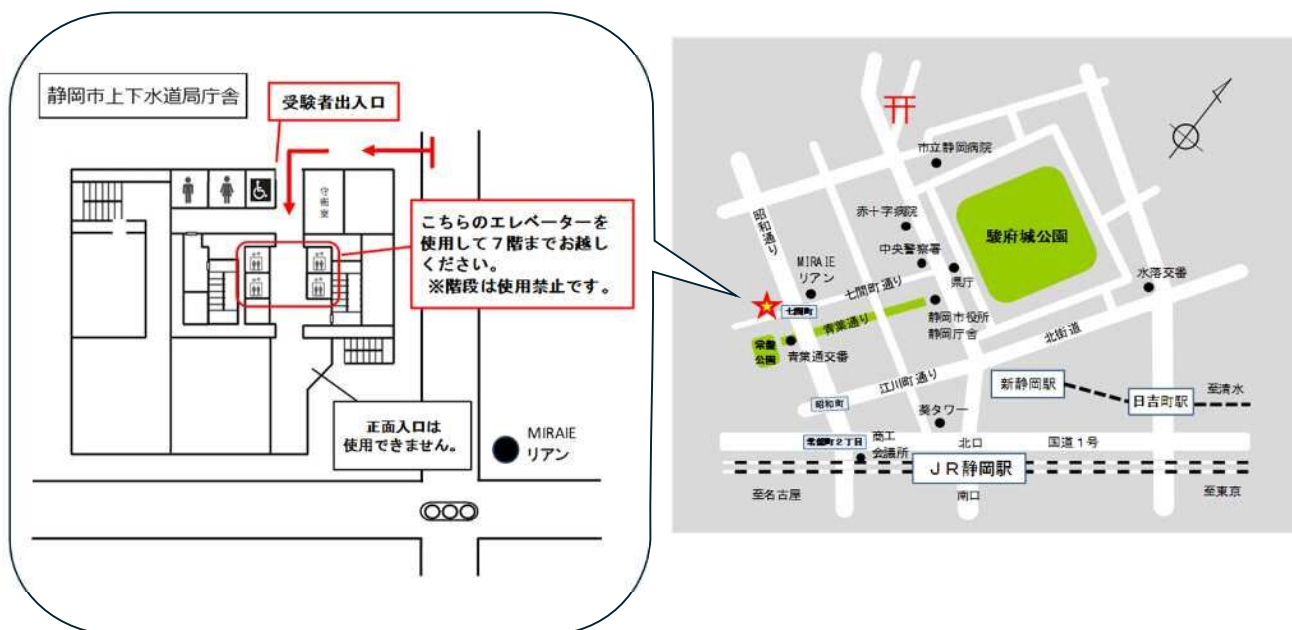 静岡市上下水道局庁舎
受験者出入口
守衛室
こちらのエレベーターを
使用して7階までお越し
ください。
※階段は使用禁止です。
正面入口は
使用できません。
MIRAIE
リアン
市立静岡病院
昭和通り
赤十字病院
駿府城公園
中央警察署
MIRAIE
リアン
県庁
水落交番
七間町通り
七間町
青葉通り
静岡市役所
静岡庁舎
北街道
常盤
公園
青葉通交番
江川町通り
新静岡駅
至清水
日吉町駅
昭和町
葵タワー
商工
会議所
北口
国道1号
JR静岡駅
至名古屋
南口
至東京